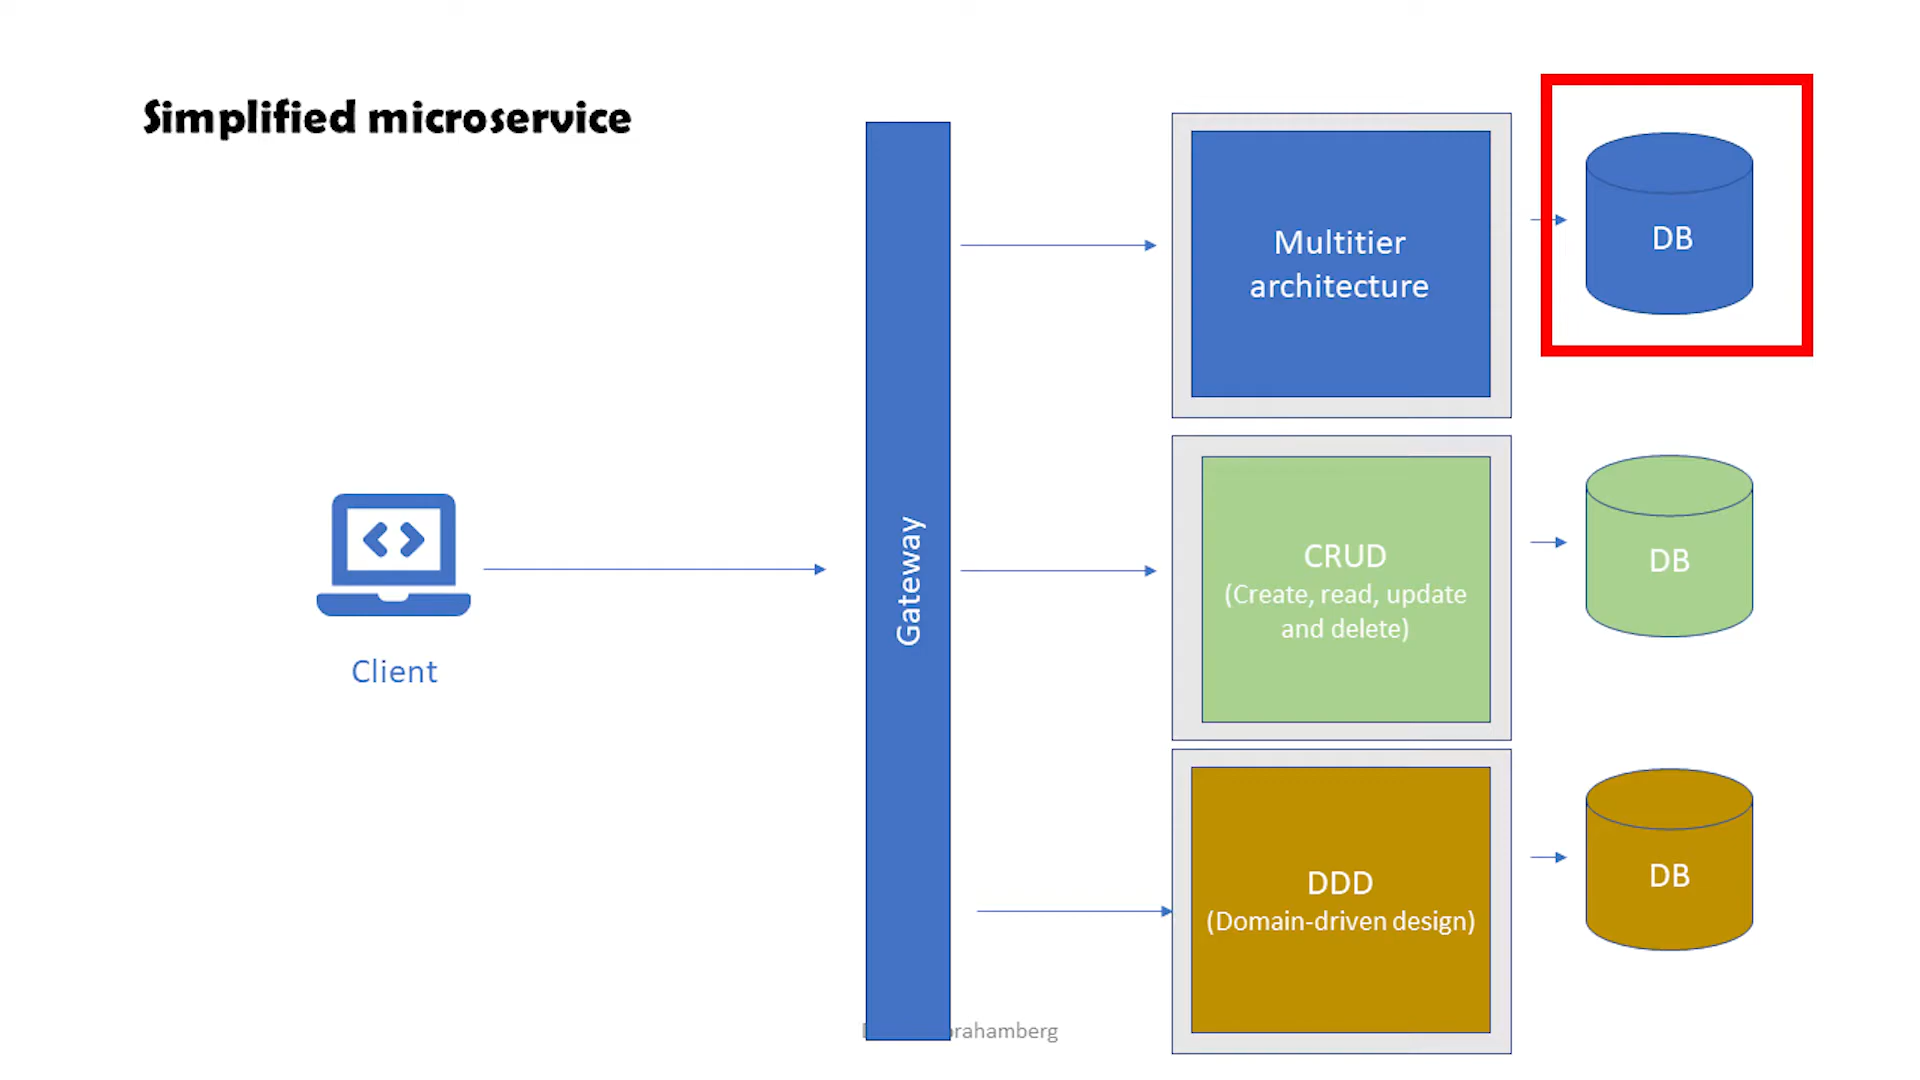 Simplified microservice
Client
Gateway
Multitier
architecture
DB
CRUD
(Create, read, update
and delete)
DB
DDD
(Domain-driven design)
DB